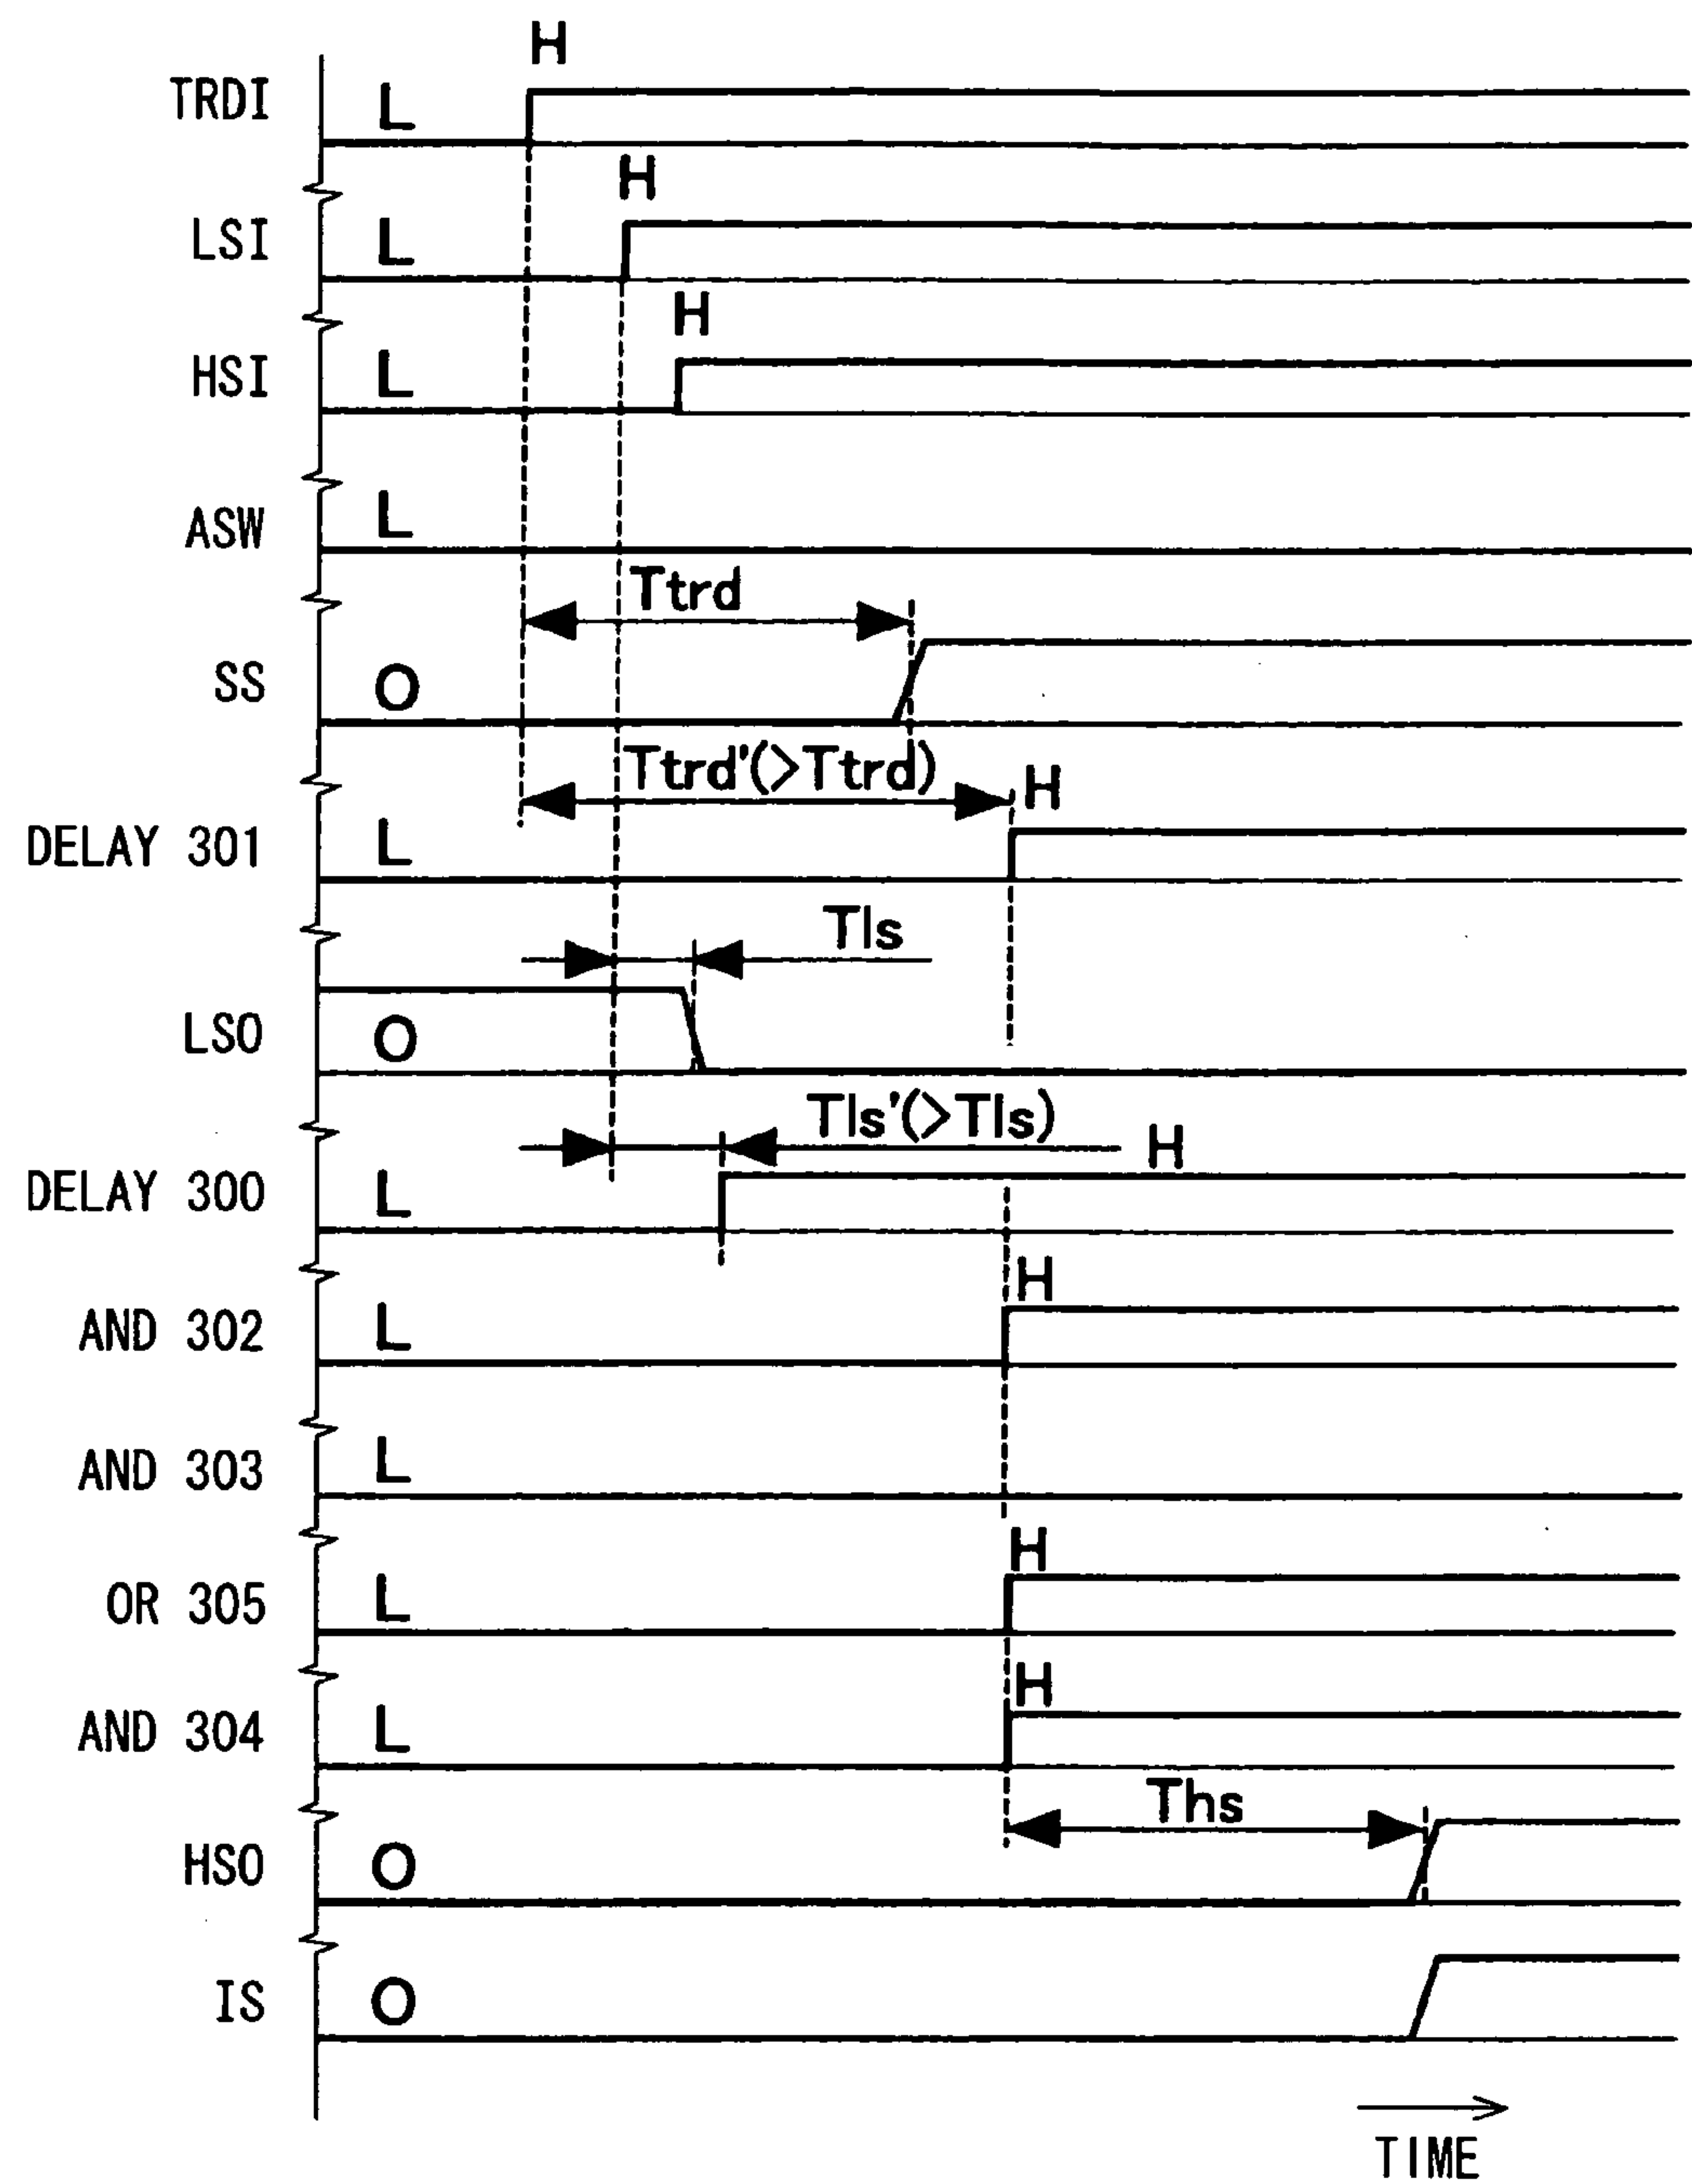 H
TRDI L
H
LSI L
H
HSI L
ASW L
Ttrd
SS O
Ttrd'(>Ttrd) H
DELAY 301 L
Tls
LSO O
Tls'(>Tls) H
DELAY 300 L
H
AND 302 L
AND 303 L
H
OR 305 L
H
AND 304 L
Ths
HSO O
IS O
TIME